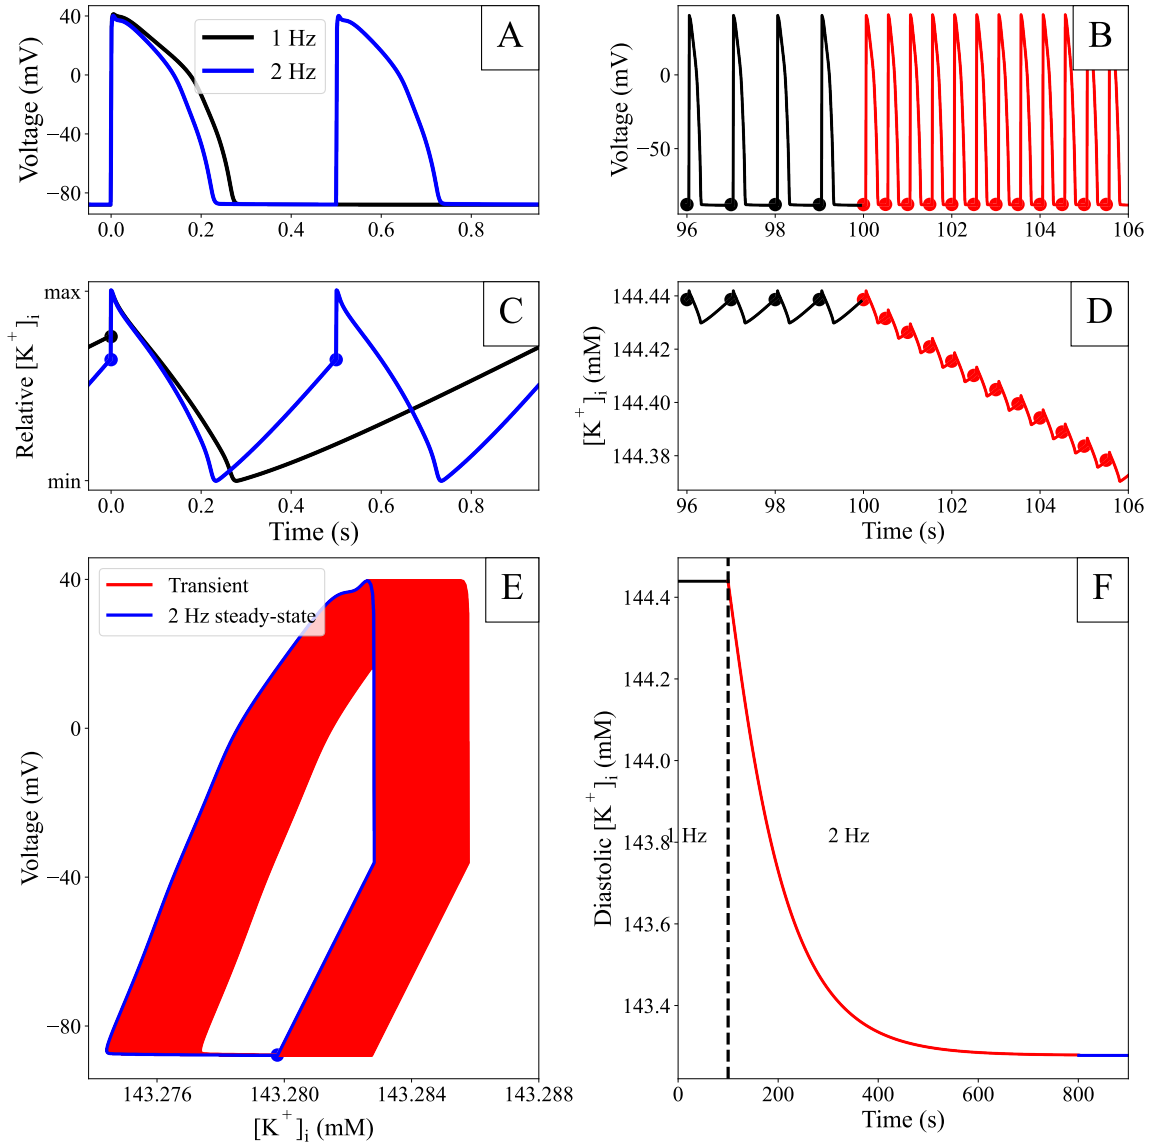 A
Voltage (mV)
40
0
−40
−80
1 Hz
2 Hz
0.0 0.2 0.4 0.6 0.8
B
Voltage (mV)
0
−50
96 98 100 102 104 106
C
Relative [K⁺]ᵢ
max
min
0.0 0.2 0.4 0.6 0.8
Time (s)
D
[K⁺]ᵢ (mM)
144.44
144.42
144.40
144.38
96 98 100 102 104 106
Time (s)
E
Voltage (mV)
40
0
−40
−80
Transient
2 Hz steady-state
143.276 143.280 143.284 143.288
[K⁺]ᵢ (mM)
F
Diastolic [K⁺]ᵢ (mM)
144.4
144.2
144.0
143.8
143.6
143.4
1 Hz
2 Hz
0 200 400 600 800
Time (s)